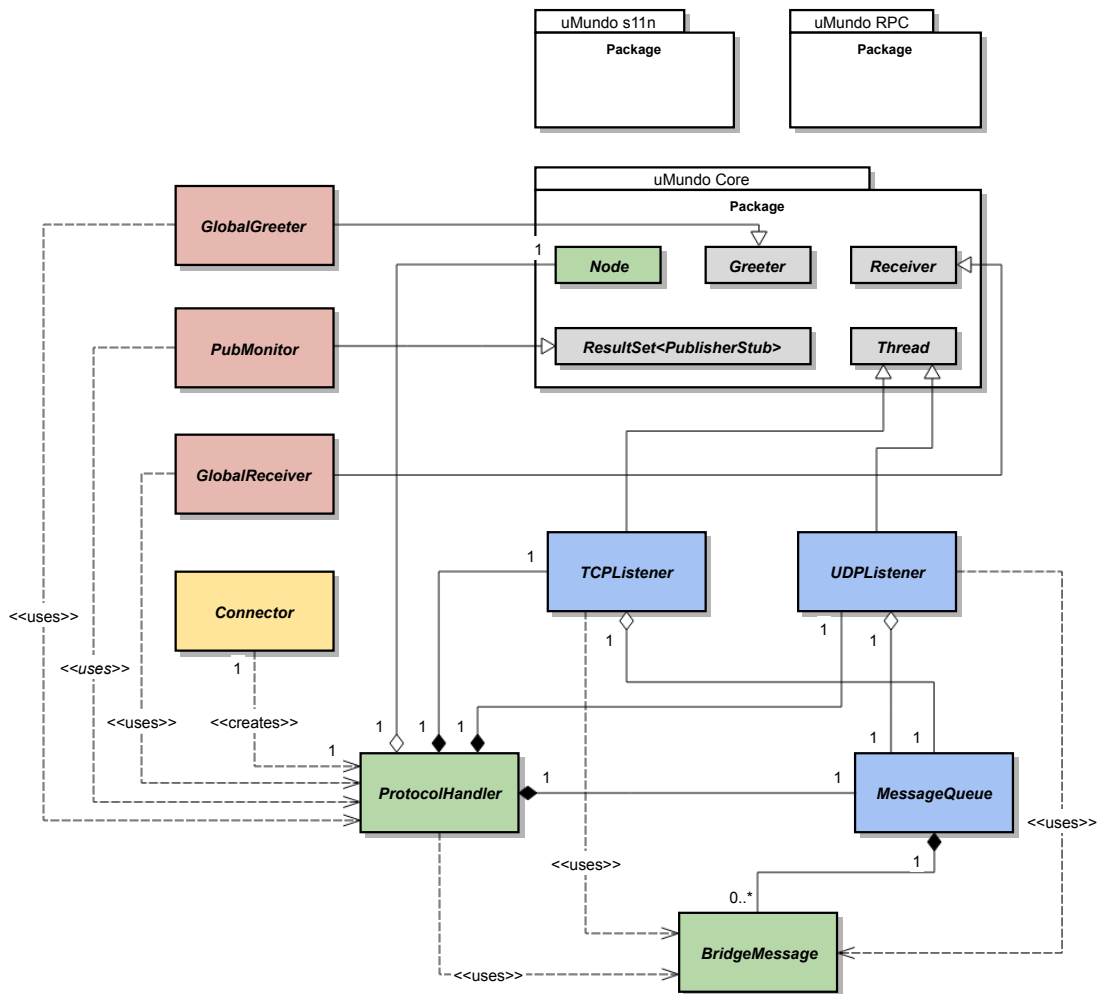 uMundo s11n
Package
uMundo RPC
Package
uMundo Core
Package
GlobalGreeter
1
Node
Greeter
Receiver
PubMonitor
ResultSet<PublisherStub>
Thread
GlobalReceiver
1
TCPListener
UDPListener
Connector
<<uses>>
1
1
1
1
<<uses>>
<<uses>>
<<creates>>
1
1
1
1
1
1
ProtocolHandler
1
1
MessageQueue
<<uses>>
<<uses>>
1
0..*
BridgeMessage
<<uses>>